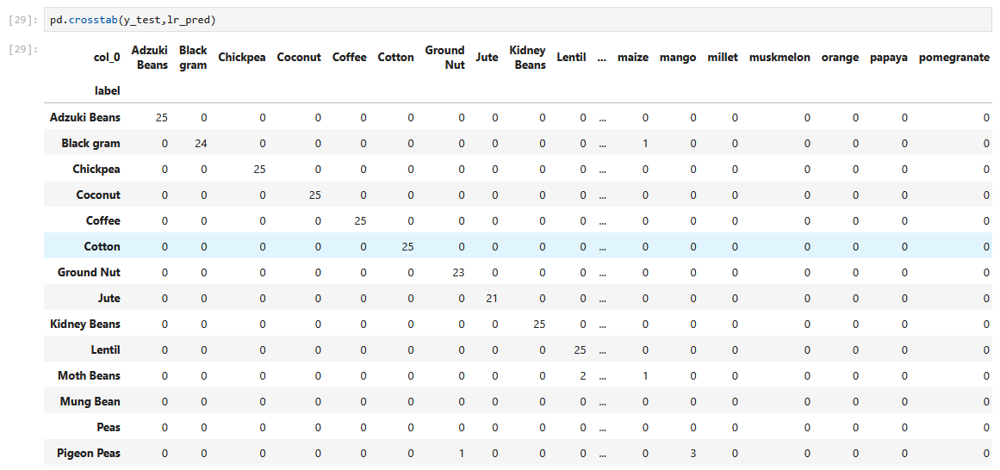 [29]: pd.crosstab(y_test,lr_pred)
[29]:
col_0 Adzuki Beans Black gram Chickpea Coconut Coffee Cotton Ground Nut Jute Kidney Beans Lentil ... maize mango millet muskmelon orange papaya pomegranate
label
Adzuki Beans 25 0 0 0 0 0 0 0 0 0 ... 0 0 0 0 0 0 0
Black gram 0 24 0 0 0 0 0 0 0 0 ... 1 0 0 0 0 0 0
Chickpea 0 0 25 0 0 0 0 0 0 0 ... 0 0 0 0 0 0 0
Coconut 0 0 0 25 0 0 0 0 0 0 ... 0 0 0 0 0 0 0
Coffee 0 0 0 0 25 0 0 0 0 0 ... 0 0 0 0 0 0 0
Cotton 0 0 0 0 0 25 0 0 0 0 ... 0 0 0 0 0 0 0
Ground Nut 0 0 0 0 0 0 23 0 0 0 ... 0 0 0 0 0 0 0
Jute 0 0 0 0 0 0 0 21 0 0 ... 0 0 0 0 0 0 0
Kidney Beans 0 0 0 0 0 0 0 0 25 0 ... 0 0 0 0 0 0 0
Lentil 0 0 0 0 0 0 0 0 0 25 ... 0 0 0 0 0 0 0
Moth Beans 0 0 0 0 0 0 0 0 0 2 ... 1 0 0 0 0 0 0
Mung Bean 0 0 0 0 0 0 0 0 0 0 ... 0 0 0 0 0 0 0
Peas 0 0 0 0 0 0 0 0 0 0 ... 0 0 0 0 0 0 0
Pigeon Peas 0 0 0 0 0 0 1 0 0 0 ... 0 3 0 0 0 0 0